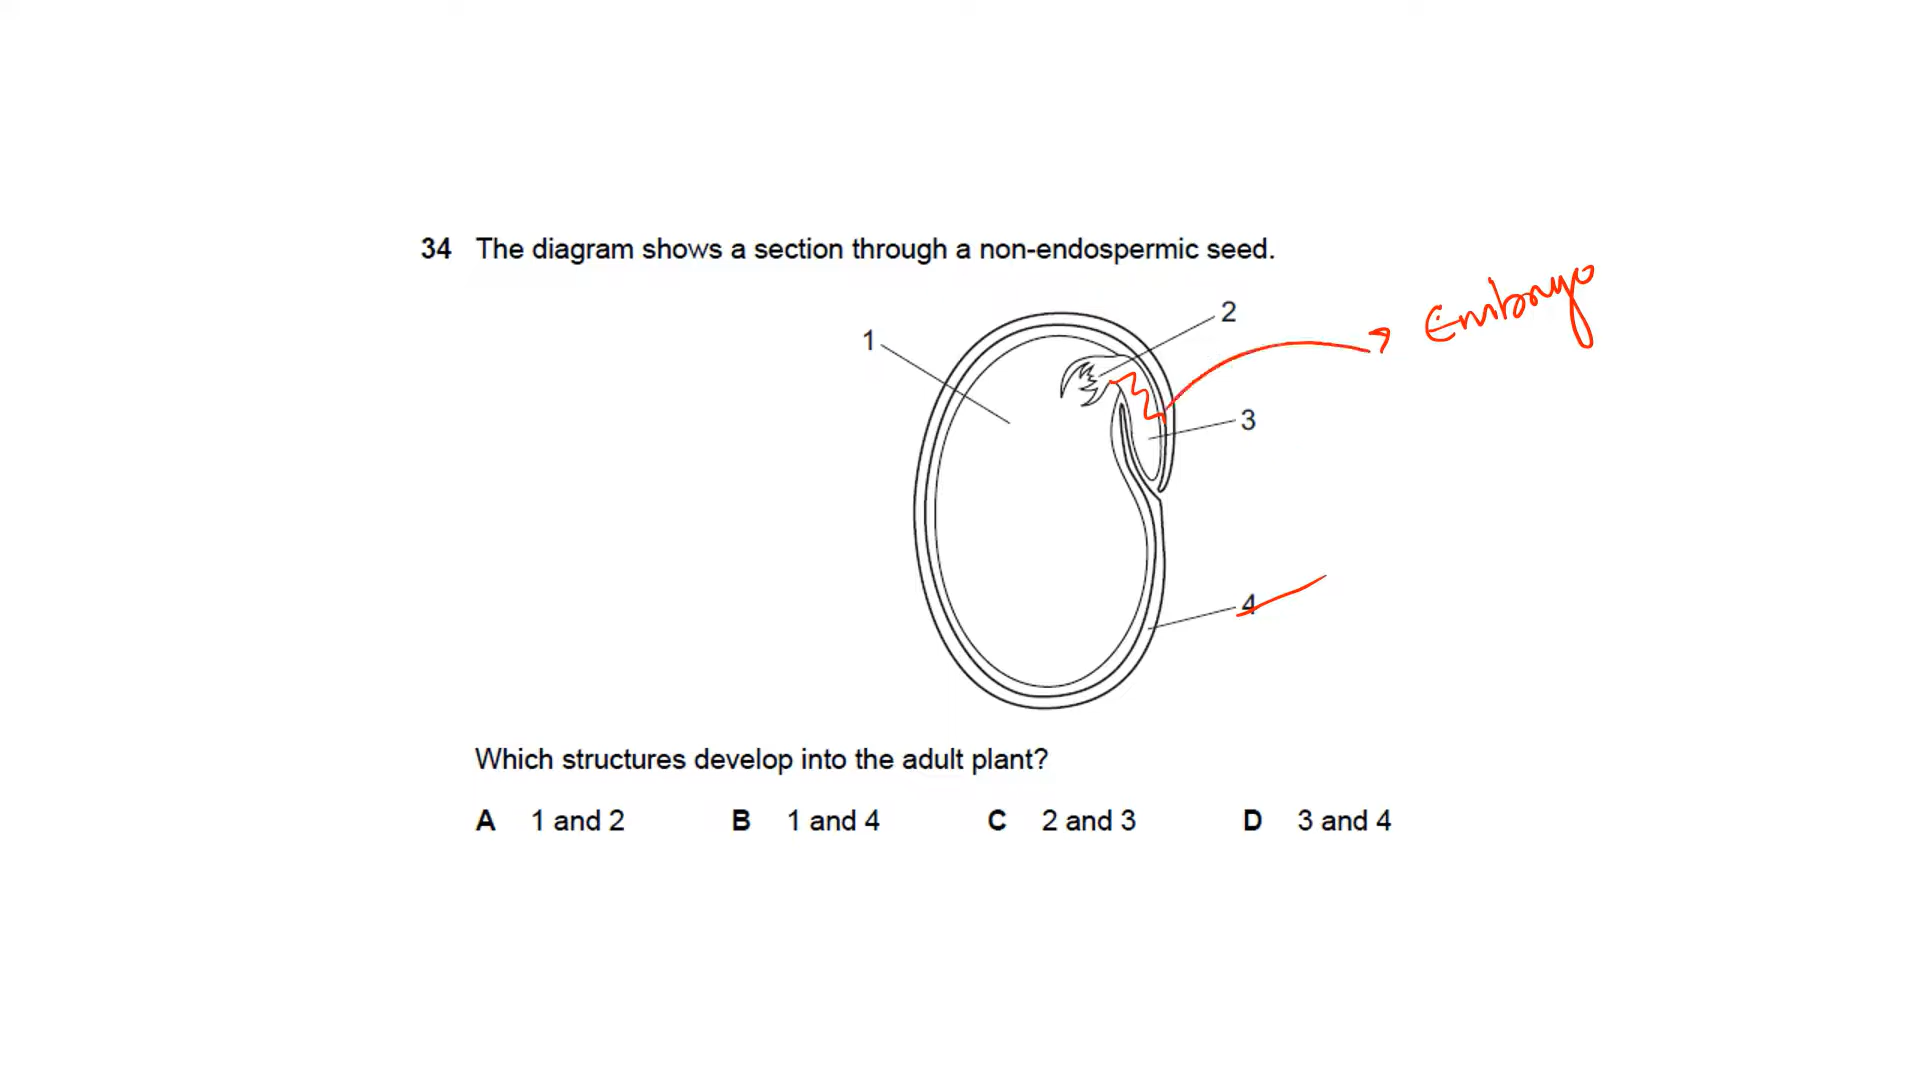 34 The diagram shows a section through a non-endospermic seed.
Embryo
1
2
3
4
Which structures develop into the adult plant?
A 1 and 2 B 1 and 4 C 2 and 3 D 3 and 4